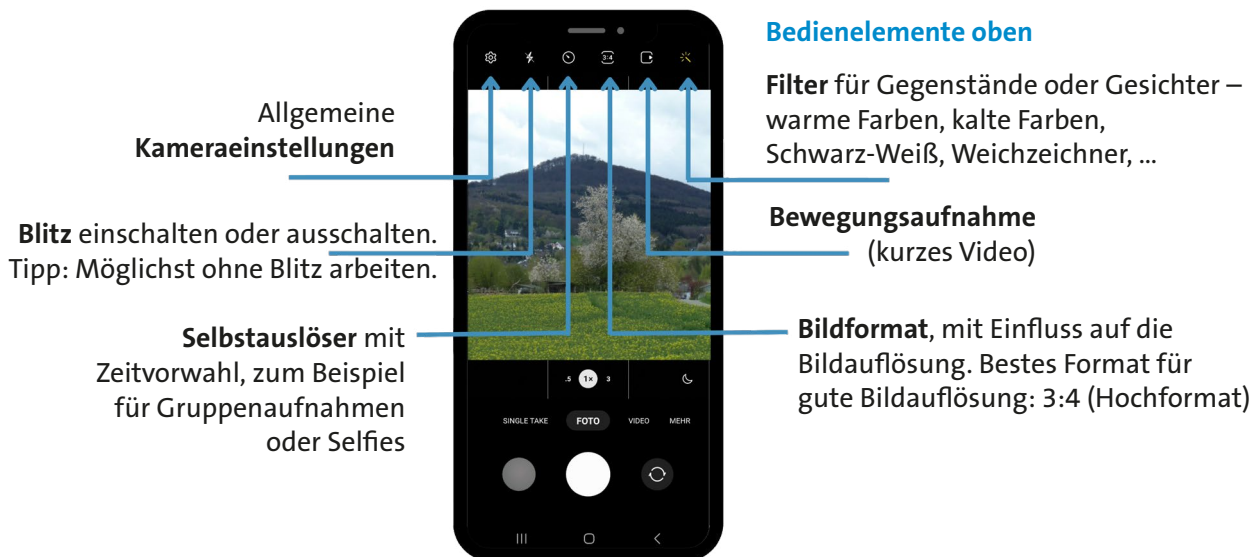 Bedienelemente oben
Allgemeine
Kameraeinstellungen
Blitz einschalten oder ausschalten.
Tipp: Möglichst ohne Blitz arbeiten.
Selbstauslöser mit
Zeitvorwahl, zum Beispiel
für Gruppenaufnahmen
oder Selfies
Filter für Gegenstände oder Gesichter –
warme Farben, kalte Farben,
Schwarz-Weiß, Weichzeichner, ...
Bewegungsaufnahme
(kurzes Video)
Bildformat, mit Einfluss auf die
Bildauflösung. Bestes Format für
gute Bildauflösung: 3:4 (Hochformat)
3:4
.5 1× 3
SINGLE TAKE FOTO VIDEO MEHR